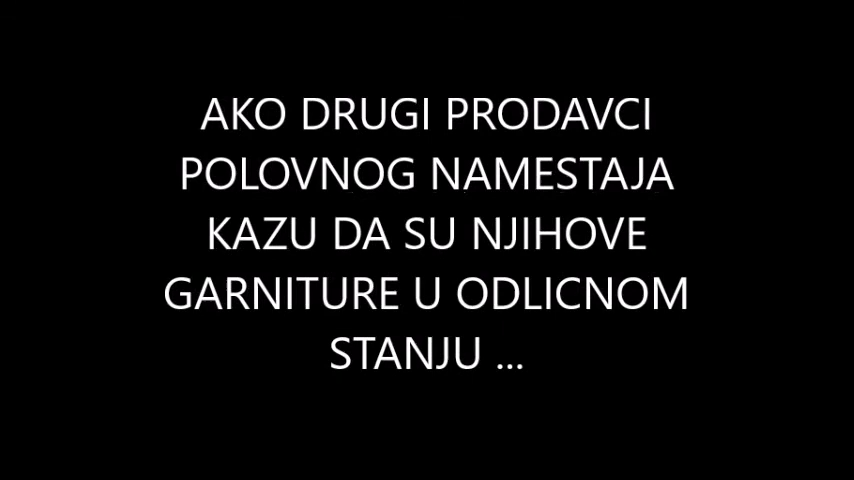 AKO DRUGI PRODAVCI
POLOVNOG NAMESTAJA
KAZU DA SU NJIHOVE
GARNITURE U ODLICNOM
STANJU ...